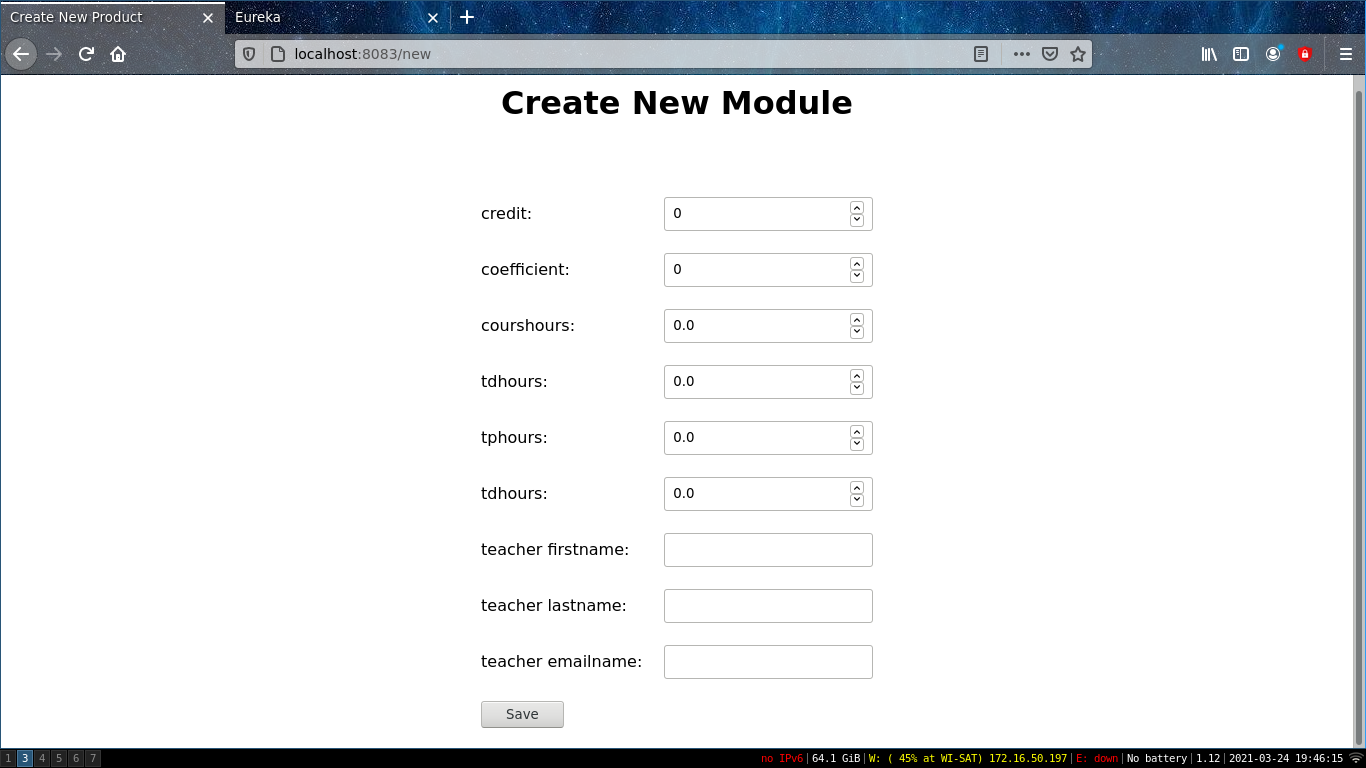 Create New Product
Eureka
localhost:8083/new
Create New Module
credit: 0
coefficient: 0
courshours: 0.0
tdhours: 0.0
tphours: 0.0
tdhours: 0.0
teacher firstname:
teacher lastname:
teacher emailname:
Save
1 3 4 5 6 7 no IPv6|64.1 GiB|W: ( 45% at WI-SAT) 172.16.50.197|E: down|No battery|1.12|2021-03-24 19:46:15